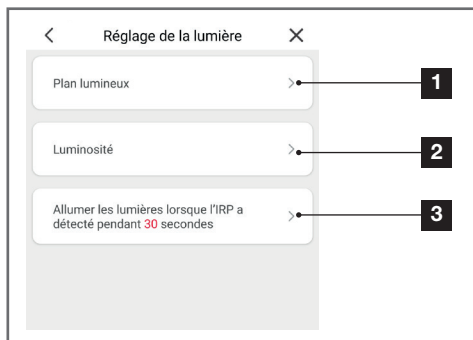 Réglage de la lumière
Plan lumineux
1
Luminosité
2
Allumer les lumières lorsque l'IRP a
détecté pendant 30 secondes
3